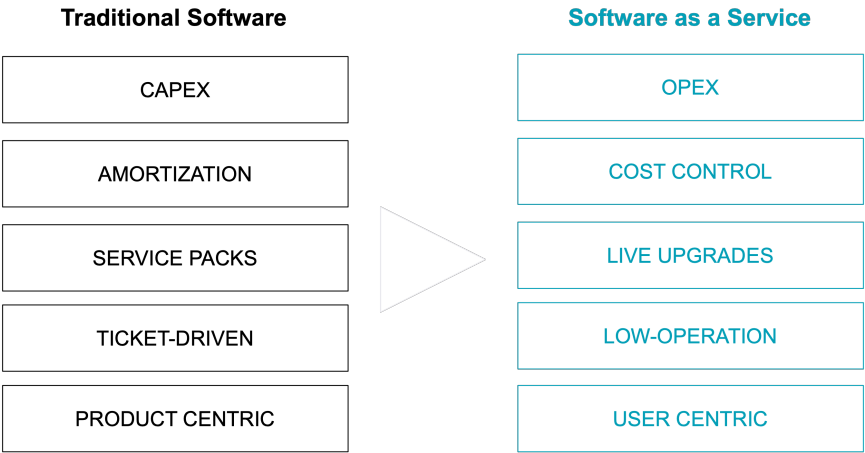 Traditional Software
CAPEX
AMORTIZATION
SERVICE PACKS
TICKET-DRIVEN
PRODUCT CENTRIC
Software as a Service
OPEX
COST CONTROL
LIVE UPGRADES
LOW-OPERATION
USER CENTRIC